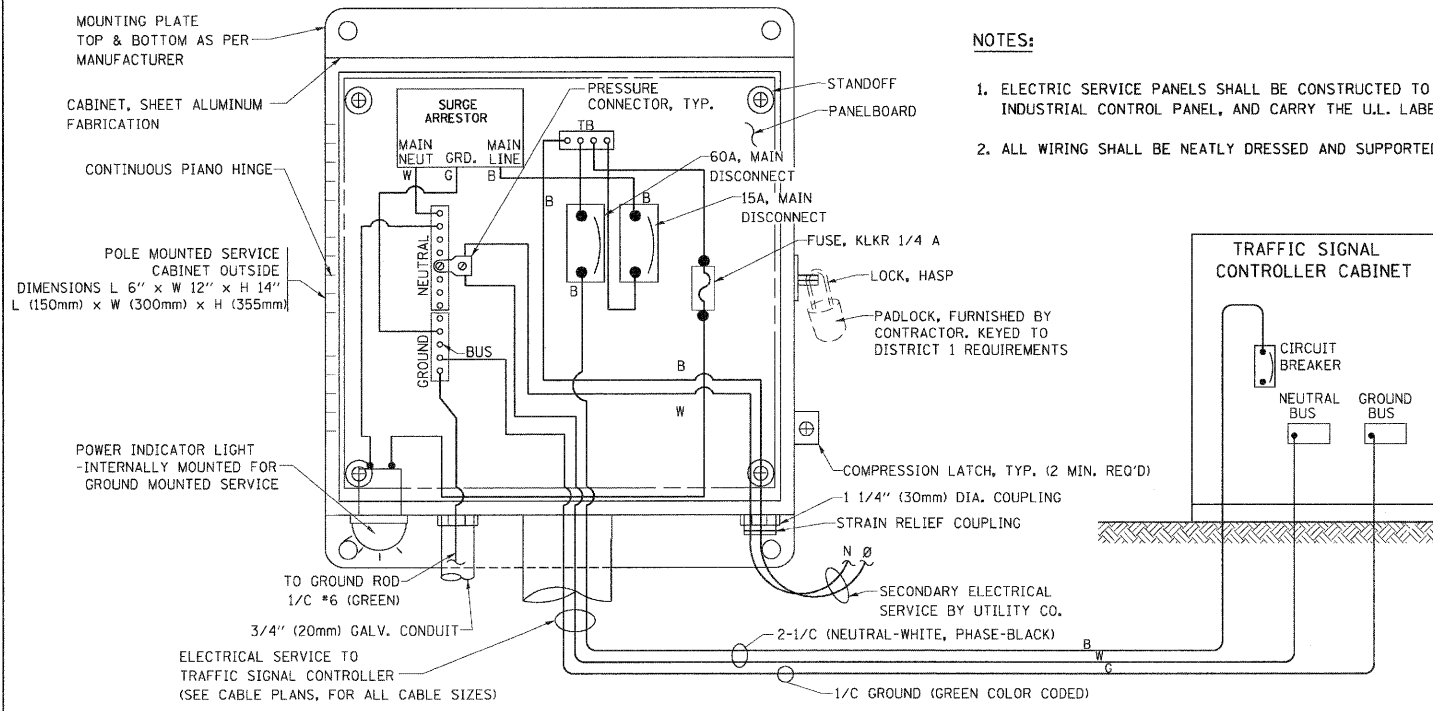 MOUNTING PLATE
TOP & BOTTOM AS PER
MANUFACTURER
CABINET, SHEET ALUMINUM
FABRICATION
CONTINUOUS PIANO HINGE
POLE MOUNTED SERVICE
CABINET OUTSIDE
DIMENSIONS L 6" x W 12" x H 14"
L (150mm) x W (300mm) x H (355mm)
POWER INDICATOR LIGHT
-INTERNALLY MOUNTED FOR
GROUND MOUNTED SERVICE
SURGE
ARRESTOR
MAIN
NEUT
GRD.
MAIN
LINE
W
G
B
PRESSURE
CONNECTOR, TYP.
TB
STANDOFF
PANELBOARD
60A, MAIN
DISCONNECT
B
B
15A, MAIN
DISCONNECT
B
FUSE, KLKR 1/4 A
LOCK, HASP
PADLOCK, FURNISHED BY
CONTRACTOR. KEYED TO
DISTRICT 1 REQUIREMENTS
NEUTRAL
GROUND
BUS
B
W
COMPRESSION LATCH, TYP. (2 MIN. REQ'D)
1 1/4" (30mm) DIA. COUPLING
STRAIN RELIEF COUPLING
N Ø
SECONDARY ELECTRICAL
SERVICE BY UTILITY CO.
TO GROUND ROD
1/C #6 (GREEN)
3/4" (20mm) GALV. CONDUIT
ELECTRICAL SERVICE TO
TRAFFIC SIGNAL CONTROLLER
(SEE CABLE PLANS, FOR ALL CABLE SIZES)
2-1/C (NEUTRAL-WHITE, PHASE-BLACK)
1/C GROUND (GREEN COLOR CODED)
B
W
G
NOTES:
1. ELECTRIC SERVICE PANELS SHALL BE CONSTRUCTED TO
INDUSTRIAL CONTROL PANEL, AND CARRY THE U.L. LABE
2. ALL WIRING SHALL BE NEATLY DRESSED AND SUPPORTED
TRAFFIC SIGNAL
CONTROLLER CABINET
CIRCUIT
BREAKER
NEUTRAL
BUS
GROUND
BUS